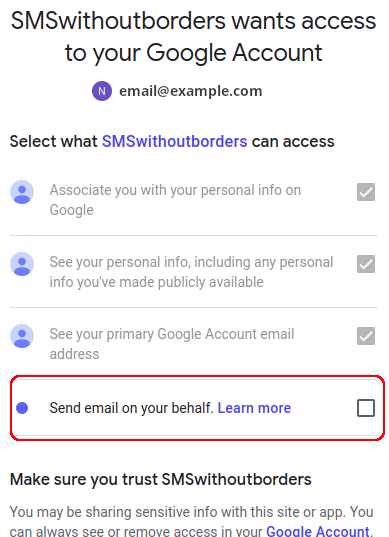 SMSwithoutborders wants access
to your Google Account
N email@example.com
Select what SMSwithoutborders can access
Associate you with your personal info on
Google
See your personal info, including any personal
info you've made publicly available
See your primary Google Account email
address
Send email on your behalf. Learn more
Make sure you trust SMSwithoutborders
You may be sharing sensitive info with this site or app. You
can always see or remove access in your Google Account.